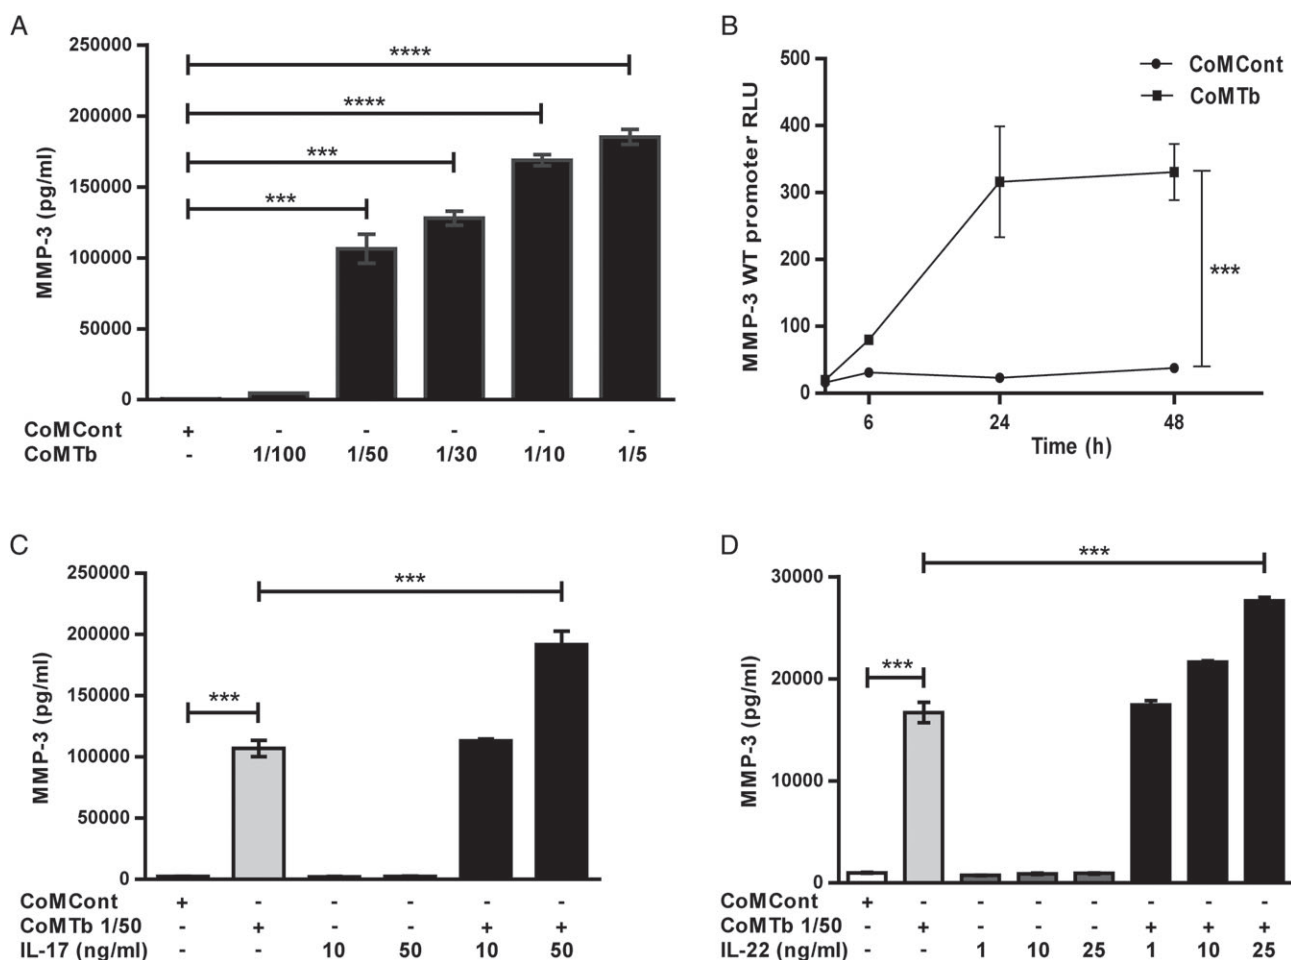 A
MMP-3 (pg/ml)
250000
200000
150000
100000
50000
0
****
****
***
***
CoMCont + - - - - -
CoMTb - 1/100 1/50 1/30 1/10 1/5
B
MMP-3 WT promoter RLU
500
400
300
200
100
0
CoMCont
CoMTb
***
6 24 48
Time (h)
C
MMP-3 (pg/ml)
250000
200000
150000
100000
50000
0
***
***
CoMCont + - - - - -
CoMTb 1/50 - + - - + +
IL-17 (ng/ml) - - 10 50 10 50
D
MMP-3 (pg/ml)
30000
20000
10000
0
***
***
CoMCont + - - - - - - -
CoMTb 1/50 - + - - - + + +
IL-22 (ng/ml) - - 1 10 25 1 10 25